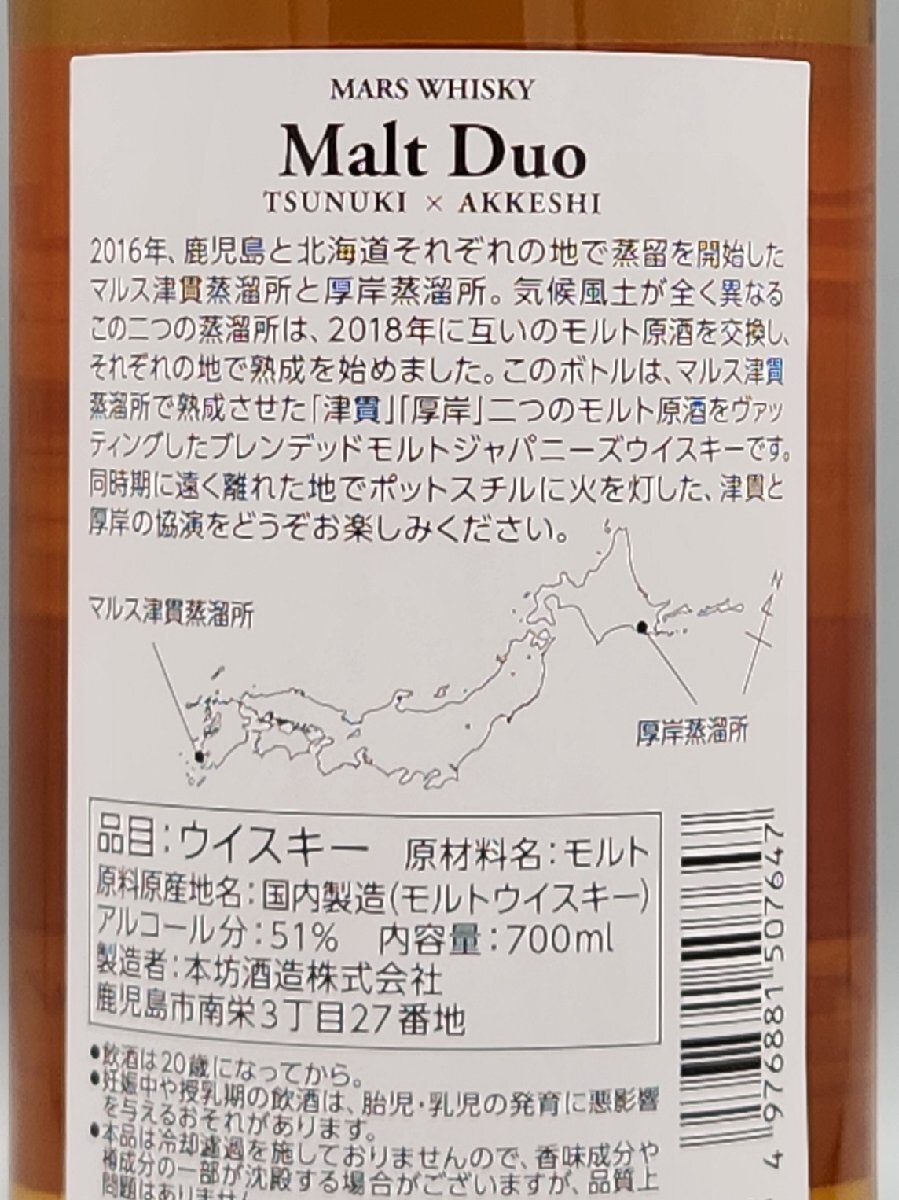 MARS WHISKY
Malt Duo
TSUNUKI × AKKESHI
2016年、鹿児島と北海道それぞれの地で蒸留を開始した
マルス津貫蒸溜所と厚岸蒸溜所。気候風土が全く異なる
この二つの蒸溜所は、2018年に互いのモルト原酒を交換し、
それぞれの地で熟成を始めました。このボトルは、マルス津貫
蒸溜所で熟成させた「津貫」「厚岸」二つのモルト原酒をヴァッ
ティングしたブレンデッドモルトジャパニーズウイスキーです。
同時期に遠く離れた地でポットスチルに火を灯した、津貫と
厚岸の協演をどうぞお楽しみください。
マルス津貫蒸溜所
N
厚岸蒸溜所
品目：ウイスキー 原材料名：モルト
原料原産地名：国内製造（モルトウイスキー）
アルコール分：51% 内容量：700ml
製造者：本坊酒造株式会社
鹿児島市南栄3丁目27番地
4 976881 507647
●飲酒は20歳になってから。
●妊娠中や授乳期の飲酒は、胎児・乳児の発育に悪影響
を与えるおそれがあります。
●本品は冷却濾過を施しておりませんので、香味成分や
樽成分の一部が沈殿する場合がございますが、品質上
問題はありません